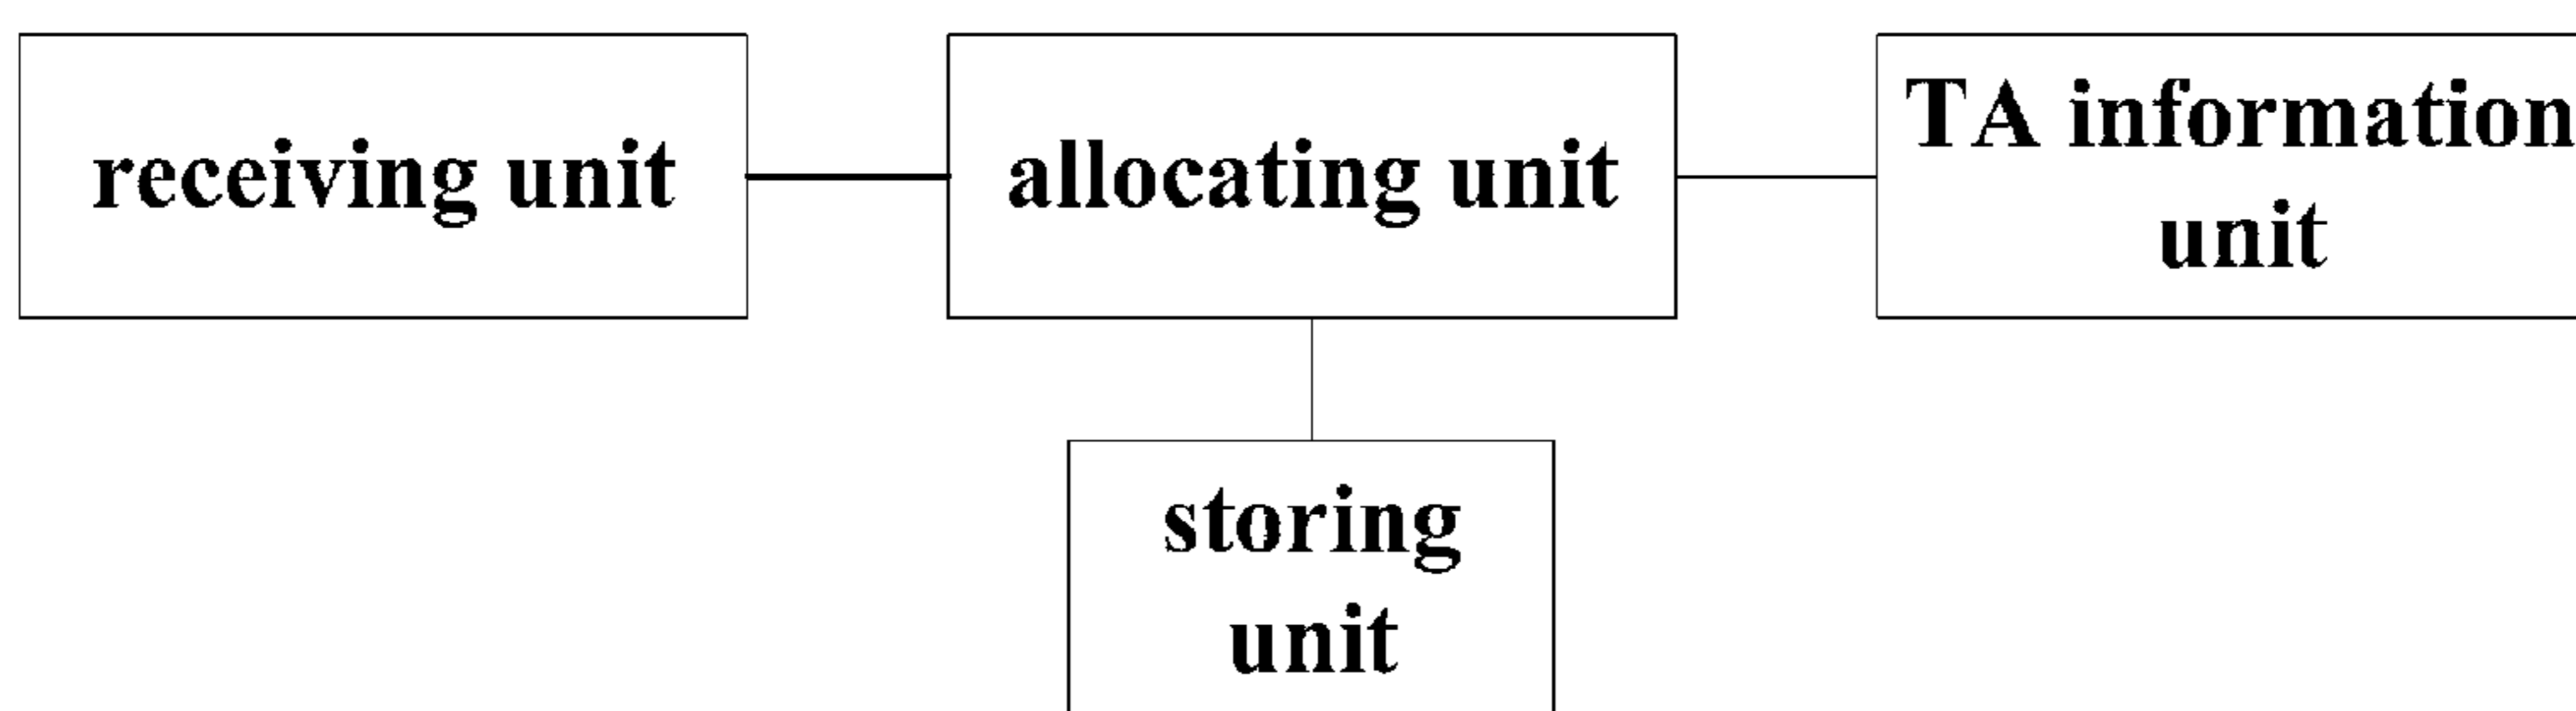 receiving unit
allocating unit
TA information
unit
storing
unit